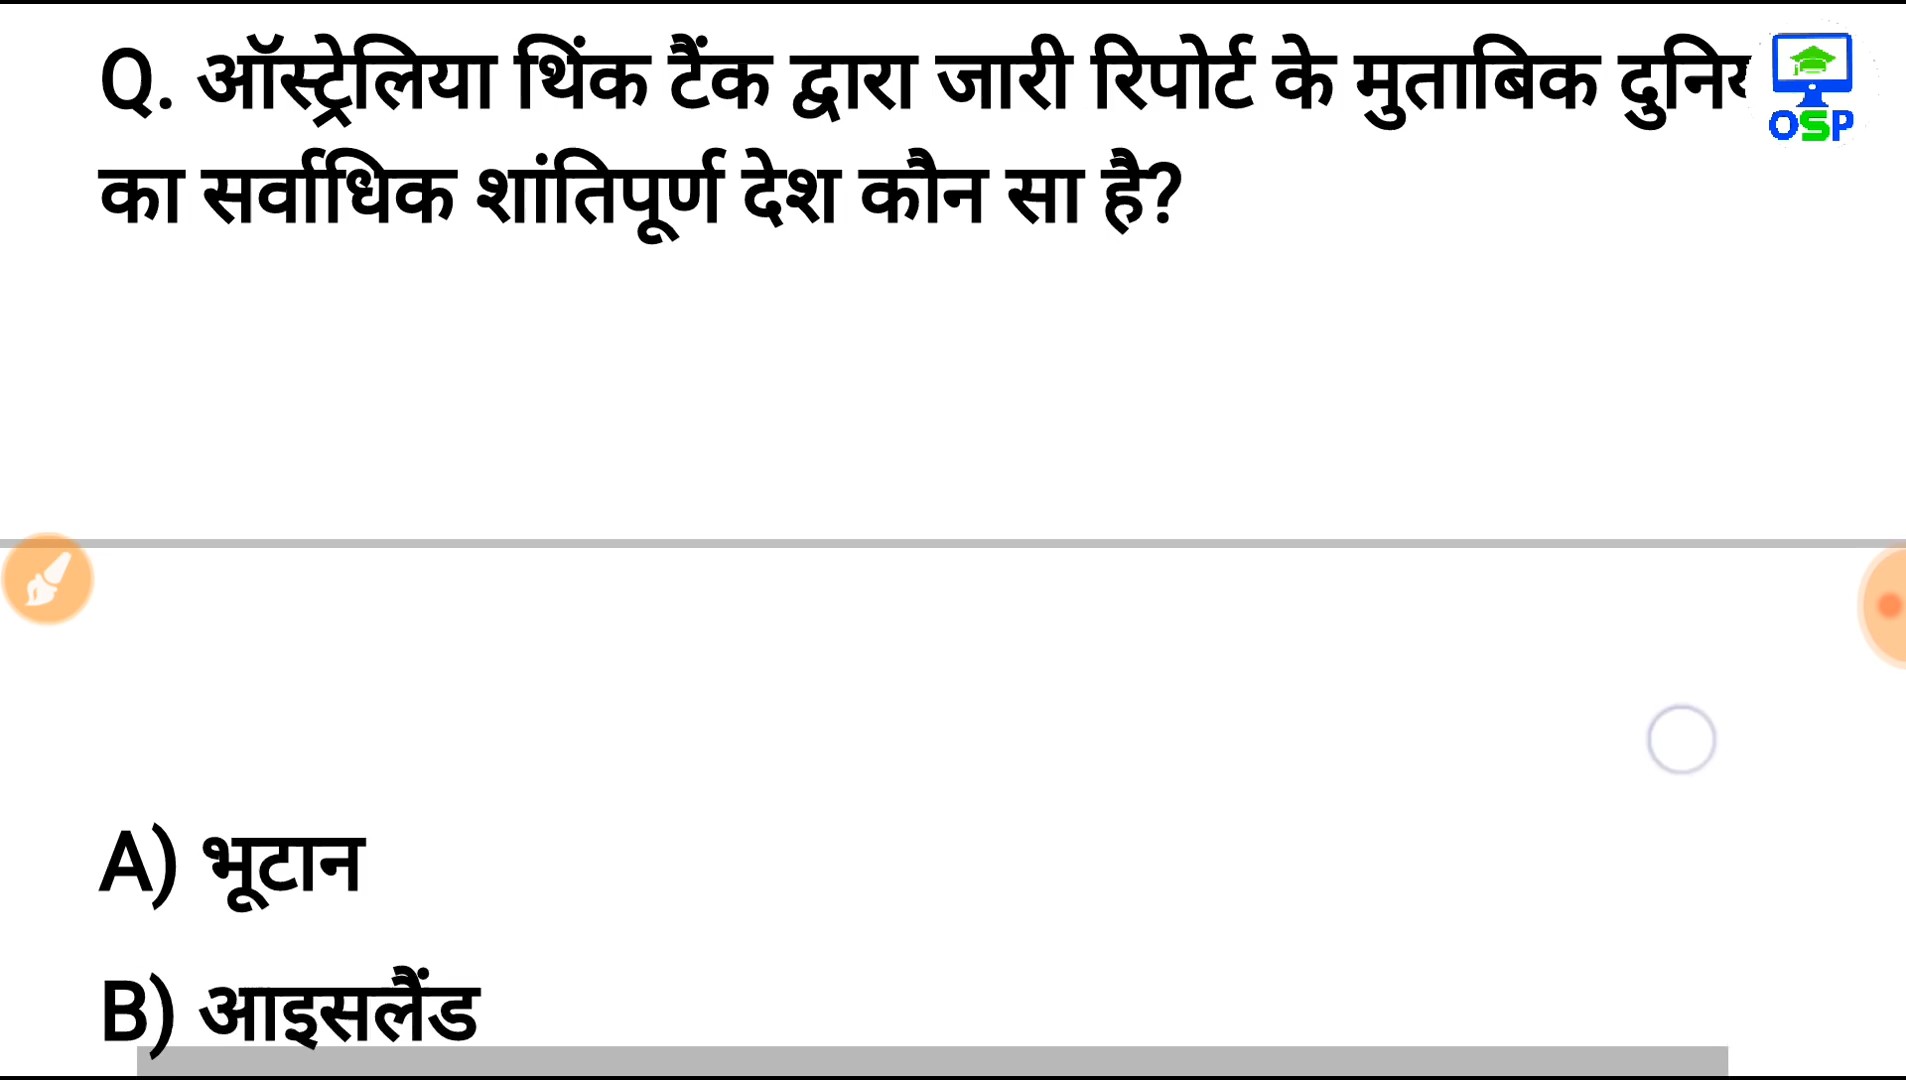 Q. ऑस्ट्रेलिया थिंक टैंक द्वारा जारी रिपोर्ट के मुताबिक
का सर्वाधिक शांतिपूर्ण देश कौन सा है?
OSP
A) भूटान
B) आइसलैंड